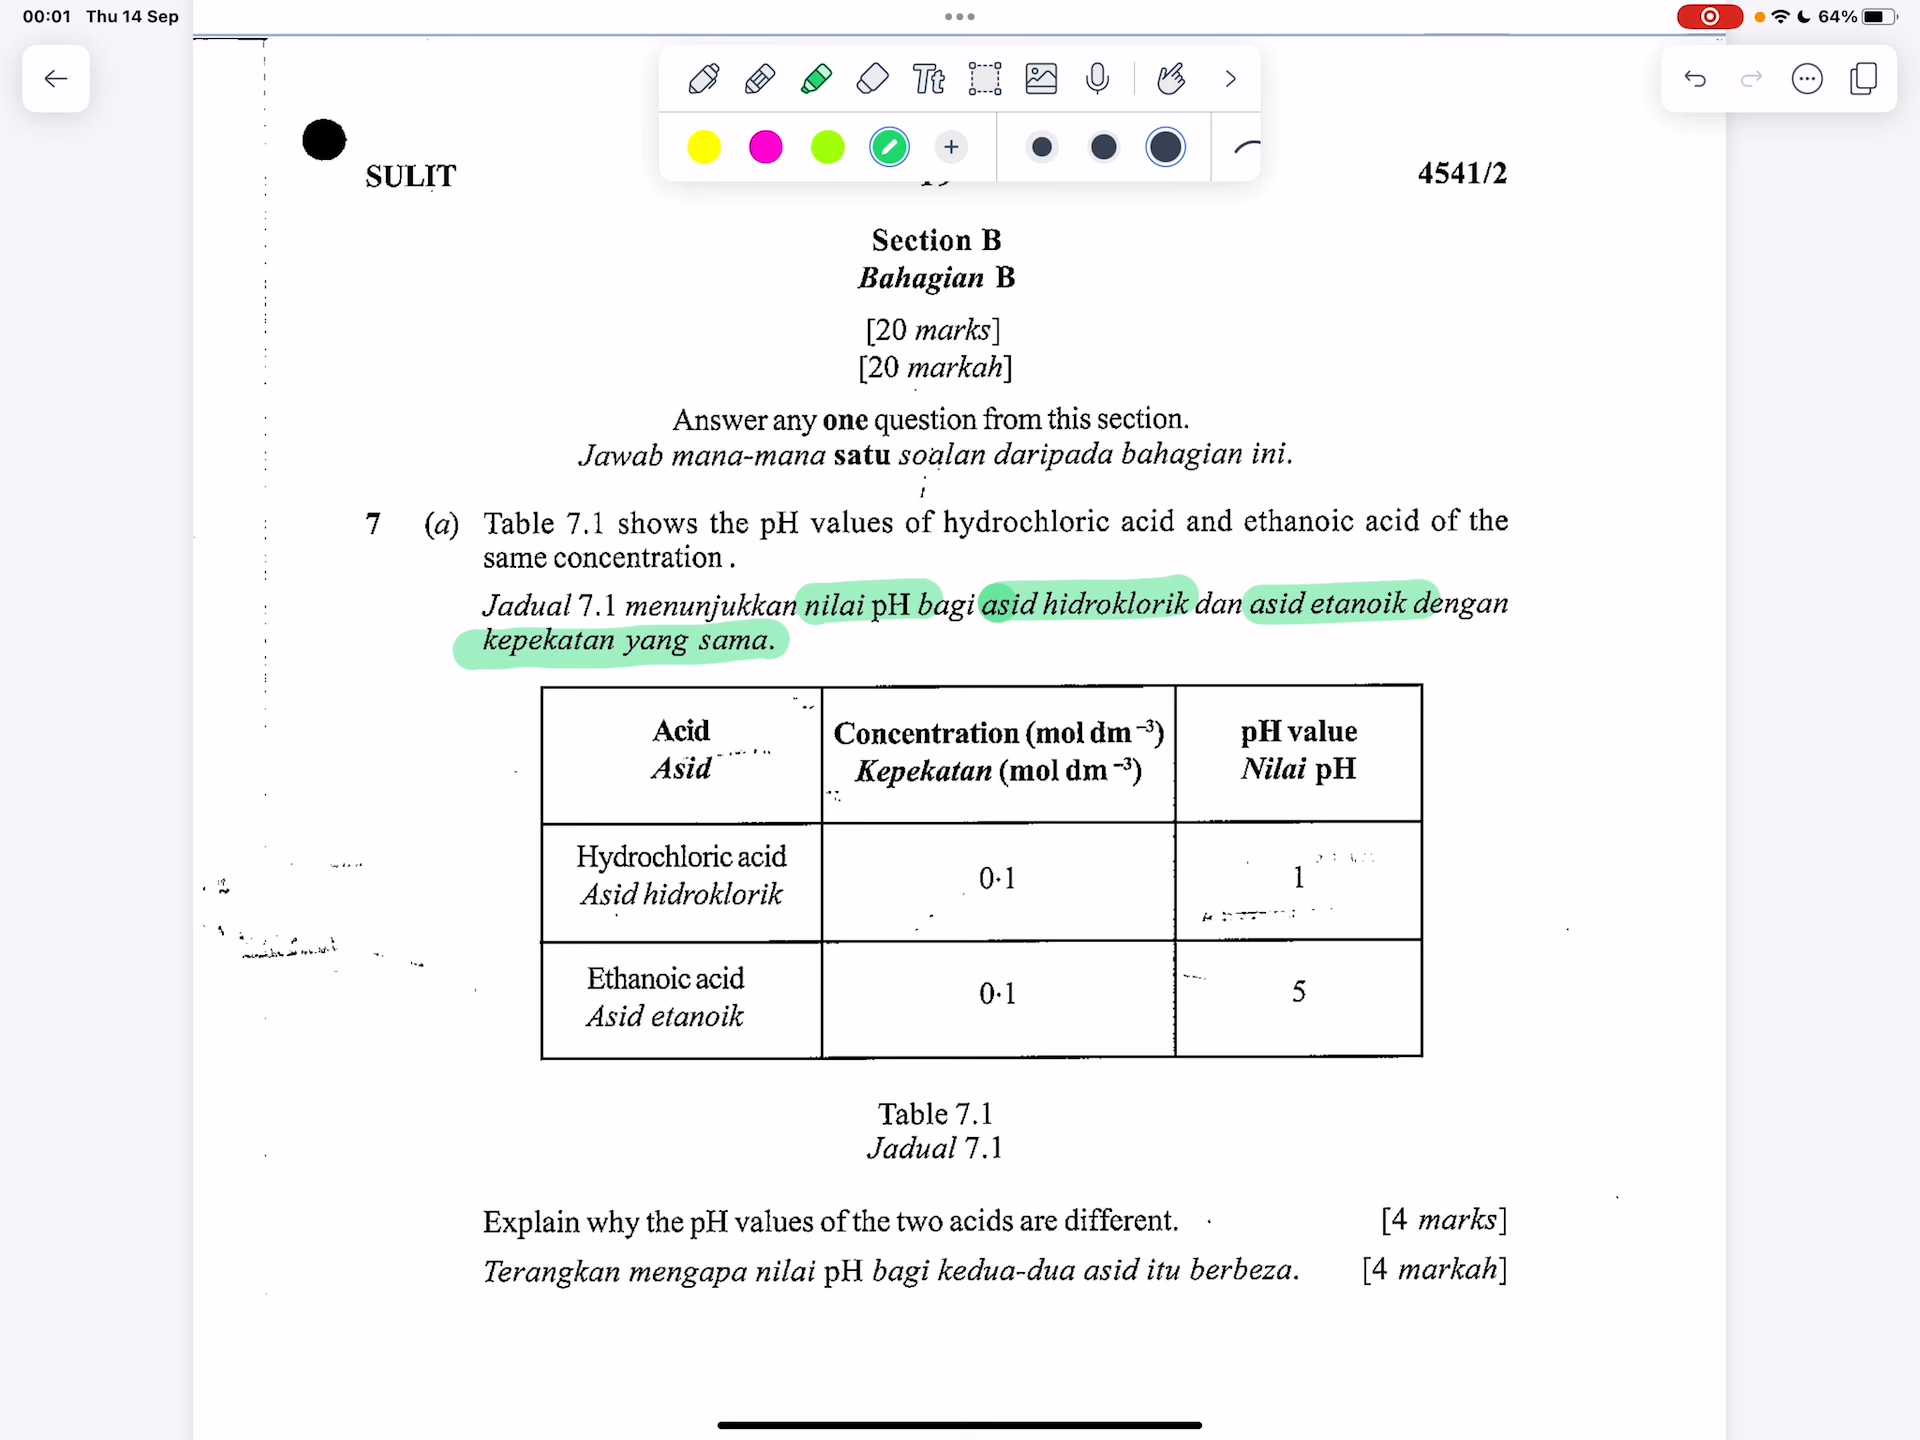 00:01 Thu 14 Sep
64%
Tt
SULIT
4541/2
Section B
Bahagian B
[20 marks]
[20 markah]
Answer any one question from this section.
Jawab mana-mana satu soalan daripada bahagian ini.
7 (a) Table 7.1 shows the pH values of hydrochloric acid and ethanoic acid of the
same concentration .
Jadual 7.1 menunjukkan nilai pH bagi asid hidroklorik dan asid etanoik dengan
kepekatan yang sama.
Acid
Asid
Concentration (mol dm⁻³)
Kepekatan (mol dm⁻³)
pH value
Nilai pH
Hydrochloric acid
Asid hidroklorik
0·1
1
Ethanoic acid
Asid etanoik
0·1
5
Table 7.1
Jadual 7.1
Explain why the pH values of the two acids are different. [4 marks]
Terangkan mengapa nilai pH bagi kedua-dua asid itu berbeza. [4 markah]